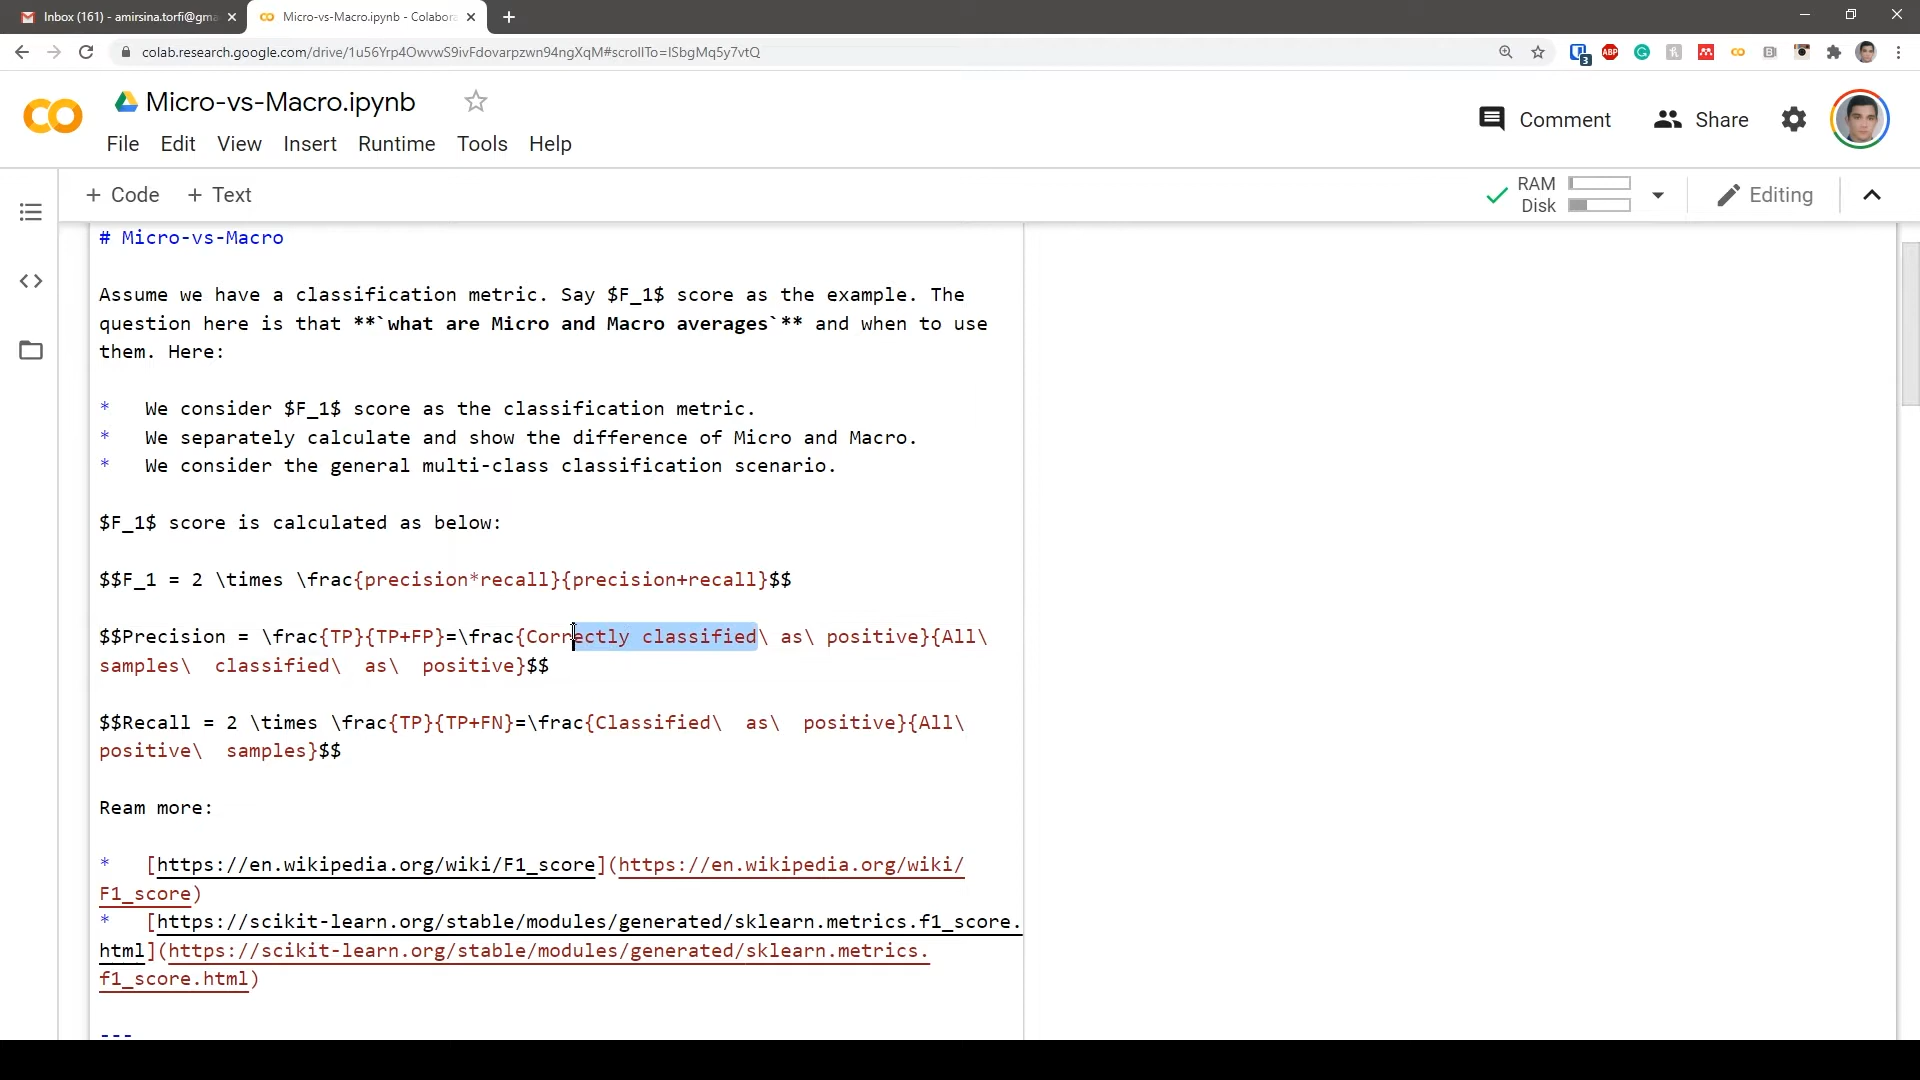 Inbox (161) - amirsina.torfi@gma
Micro-vs-Macro.ipynb - Colabora
colab.research.google.com/drive/1u56Yrp4OwvwS9ivFdovarpzwn94ngXqM#scrollTo=ISbgMq5y7vtQ
3
ABP
Micro-vs-Macro.ipynb
Comment
Share
File Edit View Insert Runtime Tools Help
+ Code + Text
RAM
Disk
Editing
# Micro-vs-Macro
Assume we have a classification metric. Say $F_1$ score as the example. The
question here is that **`what are Micro and Macro averages`** and when to use
them. Here:
* We consider $F_1$ score as the classification metric.
* We separately calculate and show the difference of Micro and Macro.
* We consider the general multi-class classification scenario.
$F_1$ score is calculated as below:
$$F_1 = 2 \times \frac{precision*recall}{precision+recall}$$
$$Precision = \frac{TP}{TP+FP}=\frac{Correctly classified\ as\ positive}{All\
samples\ classified\ as\ positive}$$
$$Recall = 2 \times \frac{TP}{TP+FN}=\frac{Classified\ as\ positive}{All\
positive\ samples}$$
Ream more:
* [https://en.wikipedia.org/wiki/F1_score](https://en.wikipedia.org/wiki/
F1_score)
* [https://scikit-learn.org/stable/modules/generated/sklearn.metrics.f1_score.
html](https://scikit-learn.org/stable/modules/generated/sklearn.metrics.
f1_score.html)
---